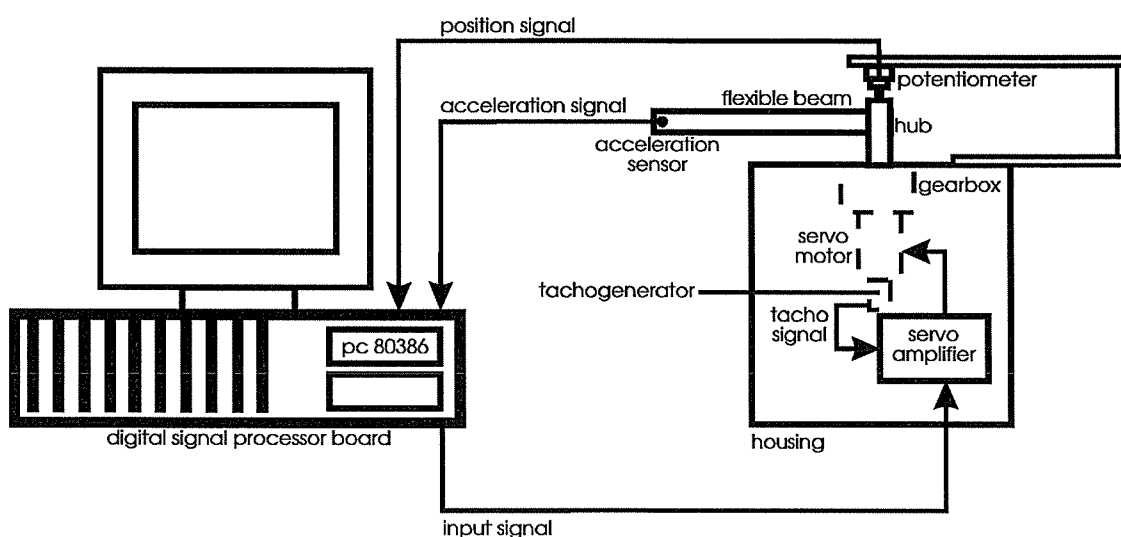 position signal
potentiometer
acceleration signal
flexible beam
hub
acceleration
sensor
gearbox
servo
motor
tachogenerator
tacho
signal
servo
amplifier
pc 80386
digital signal processor board
housing
input signal